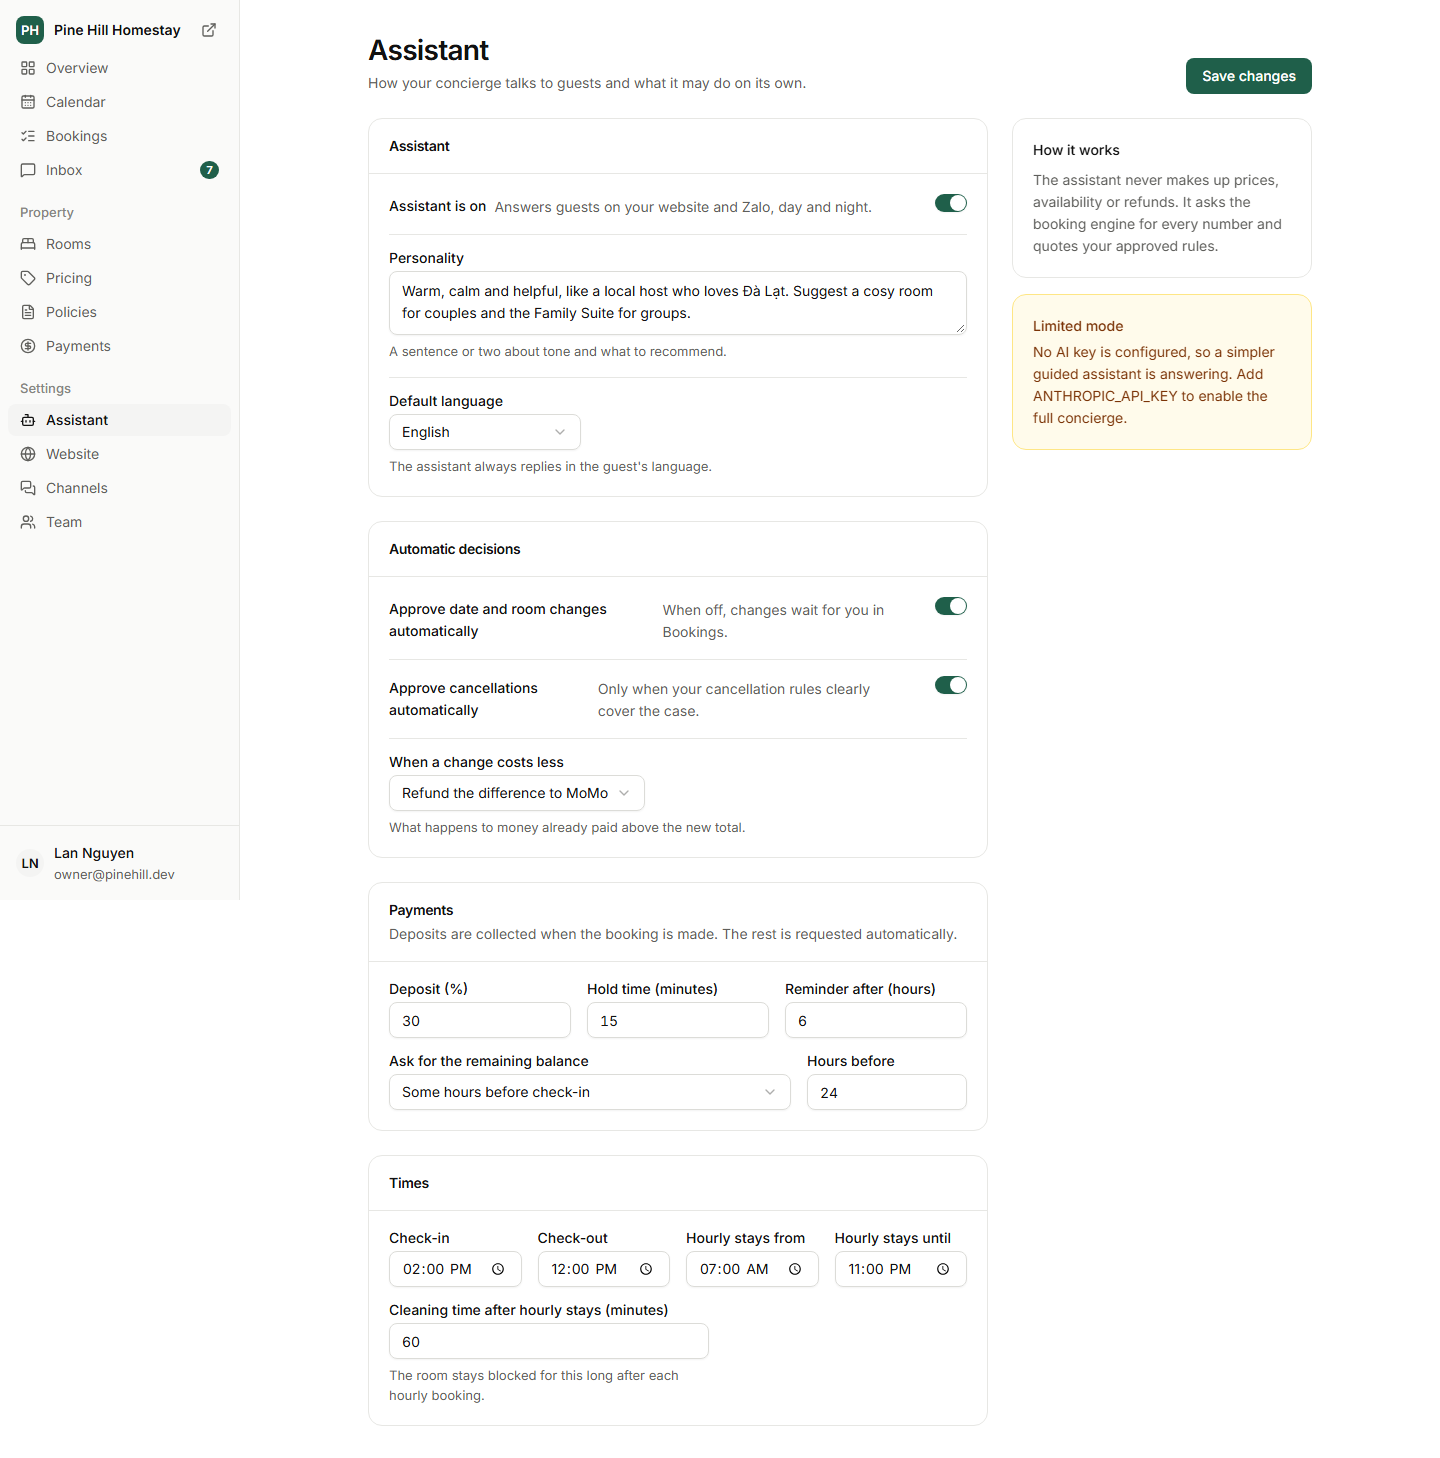 PH
Pine Hill Homestay
Overview
Calendar
Bookings
Inbox
7
Property
Rooms
Pricing
Policies
Payments
Settings
Assistant
Website
Channels
Team
LN
Lan Nguyen
owner@pinehill.dev
Assistant
How your concierge talks to guests and what it may do on its own.
Save changes
Assistant
Assistant is on Answers guests on your website and Zalo, day and night.
Personality
Warm, calm and helpful, like a local host who loves Đà Lạt. Suggest a cosy room
for couples and the Family Suite for groups.
A sentence or two about tone and what to recommend.
Default language
English
The assistant always replies in the guest's language.
How it works
The assistant never makes up prices,
availability or refunds. It asks the
booking engine for every number and
quotes your approved rules.
Limited mode
No AI key is configured, so a simpler
guided assistant is answering. Add
ANTHROPIC_API_KEY to enable the
full concierge.
Automatic decisions
Approve date and room changes
automatically
When off, changes wait for you in
Bookings.
Approve cancellations
automatically
Only when your cancellation rules clearly
cover the case.
When a change costs less
Refund the difference to MoMo
What happens to money already paid above the new total.
Payments
Deposits are collected when the booking is made. The rest is requested automatically.
Deposit (%)
30
Hold time (minutes)
15
Reminder after (hours)
6
Ask for the remaining balance
Some hours before check-in
Hours before
24
Times
Check-in
02:00 PM
Check-out
12:00 PM
Hourly stays from
07:00 AM
Hourly stays until
11:00 PM
Cleaning time after hourly stays (minutes)
60
The room stays blocked for this long after each
hourly booking.